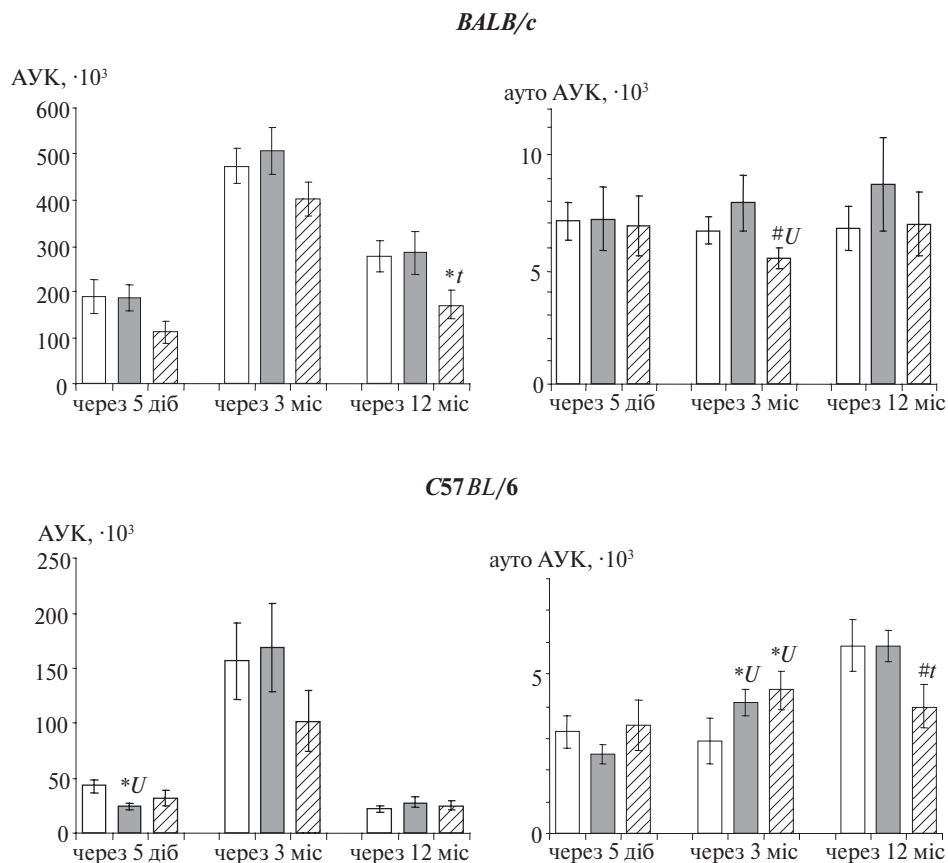 BALB/c
АУК, ·10³
600
500
400
300
200
100
0
*t
через 5 діб через 3 міс через 12 міс
ауто АУК, ·10³
10
5
0
#U
через 5 діб через 3 міс через 12 міс
C57BL/6
АУК, ·10³
250
200
150
100
50
0
*U
через 5 діб через 3 міс через 12 міс
ауто АУК, ·10³
5
0
*U
*U
#t
через 5 діб через 3 міс через 12 міс